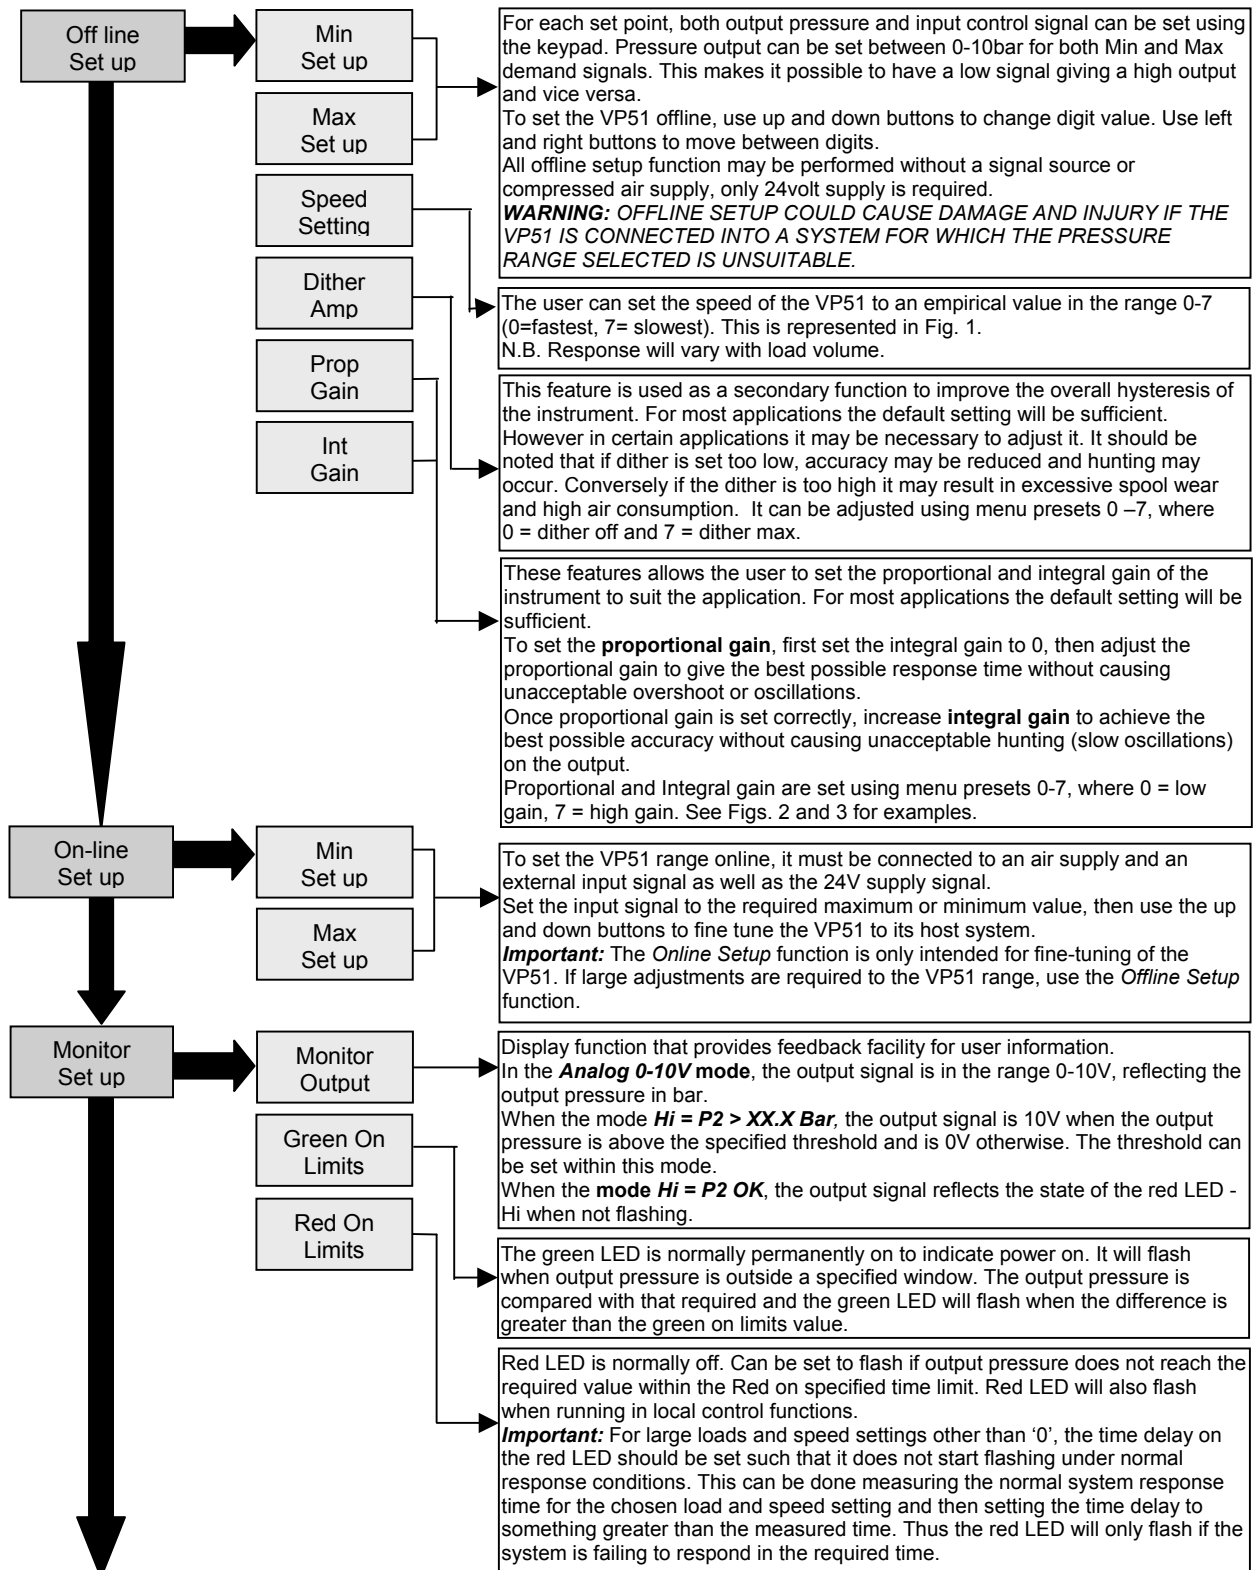 Off line
Set up
Min
Set up
Max
Set up
Speed
Setting
Dither
Amp
Prop
Gain
Int
Gain
For each set point, both output pressure and input control signal can be set using
the keypad. Pressure output can be set between 0-10bar for both Min and Max
demand signals. This makes it possible to have a low signal giving a high output
and vice versa.
To set the VP51 offline, use up and down buttons to change digit value. Use left
and right buttons to move between digits.
All offline setup function may be performed without a signal source or
compressed air supply, only 24volt supply is required.
WARNING: OFFLINE SETUP COULD CAUSE DAMAGE AND INJURY IF THE
VP51 IS CONNECTED INTO A SYSTEM FOR WHICH THE PRESSURE
RANGE SELECTED IS UNSUITABLE.
The user can set the speed of the VP51 to an empirical value in the range 0-7
(0=fastest, 7= slowest). This is represented in Fig. 1.
N.B. Response will vary with load volume.
This feature is used as a secondary function to improve the overall hysteresis of
the instrument. For most applications the default setting will be sufficient.
However in certain applications it may be necessary to adjust it. It should be
noted that if dither is set too low, accuracy may be reduced and hunting may
occur. Conversely if the dither is too high it may result in excessive spool wear
and high air consumption.  It can be adjusted using menu presets 0 –7, where
0 = dither off and 7 = dither max.
These features allows the user to set the proportional and integral gain of the
instrument to suit the application. For most applications the default setting will be
sufficient.
To set the proportional gain, first set the integral gain to 0, then adjust the
proportional gain to give the best possible response time without causing
unacceptable overshoot or oscillations.
Once proportional gain is set correctly, increase integral gain to achieve the
best possible accuracy without causing unacceptable hunting (slow oscillations)
on the output.
Proportional and Integral gain are set using menu presets 0-7, where 0 = low
gain, 7 = high gain. See Figs. 2 and 3 for examples.
On-line
Set up
Min
Set up
Max
Set up
To set the VP51 range online, it must be connected to an air supply and an
external input signal as well as the 24V supply signal.
Set the input signal to the required maximum or minimum value, then use the up
and down buttons to fine tune the VP51 to its host system.
Important: The Online Setup function is only intended for fine-tuning of the
VP51. If large adjustments are required to the VP51 range, use the Offline Setup
function.
Monitor
Set up
Monitor
Output
Green On
Limits
Red On
Limits
Display function that provides feedback facility for user information.
In the Analog 0-10V mode, the output signal is in the range 0-10V, reflecting the
output pressure in bar.
When the mode Hi = P2 > XX.X Bar, the output signal is 10V when the output
pressure is above the specified threshold and is 0V otherwise. The threshold can
be set within this mode.
When the mode Hi = P2 OK, the output signal reflects the state of the red LED -
Hi when not flashing.
The green LED is normally permanently on to indicate power on. It will flash
when output pressure is outside a specified window. The output pressure is
compared with that required and the green LED will flash when the difference is
greater than the green on limits value.
Red LED is normally off. Can be set to flash if output pressure does not reach the
required value within the Red on specified time limit. Red LED will also flash
when running in local control functions.
Important: For large loads and speed settings other than ‘0’, the time delay on
the red LED should be set such that it does not start flashing under normal
response conditions. This can be done measuring the normal system response
time for the chosen load and speed setting and then setting the time delay to
something greater than the measured time. Thus the red LED will only flash if the
system is failing to respond in the required time.